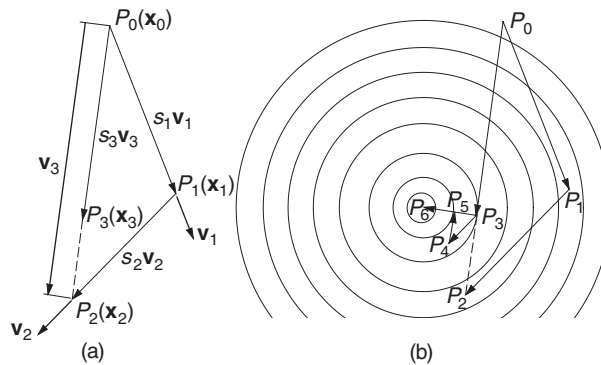 P₀(x₀)
s₁v₁
s₃v₃
v₃
P₁(x₁)
P₃(x₃)
v₁
s₂v₂
P₂(x₂)
v₂
(a)
P₀
P₁
P₅
P₆
P₃
P₄
P₂
(b)